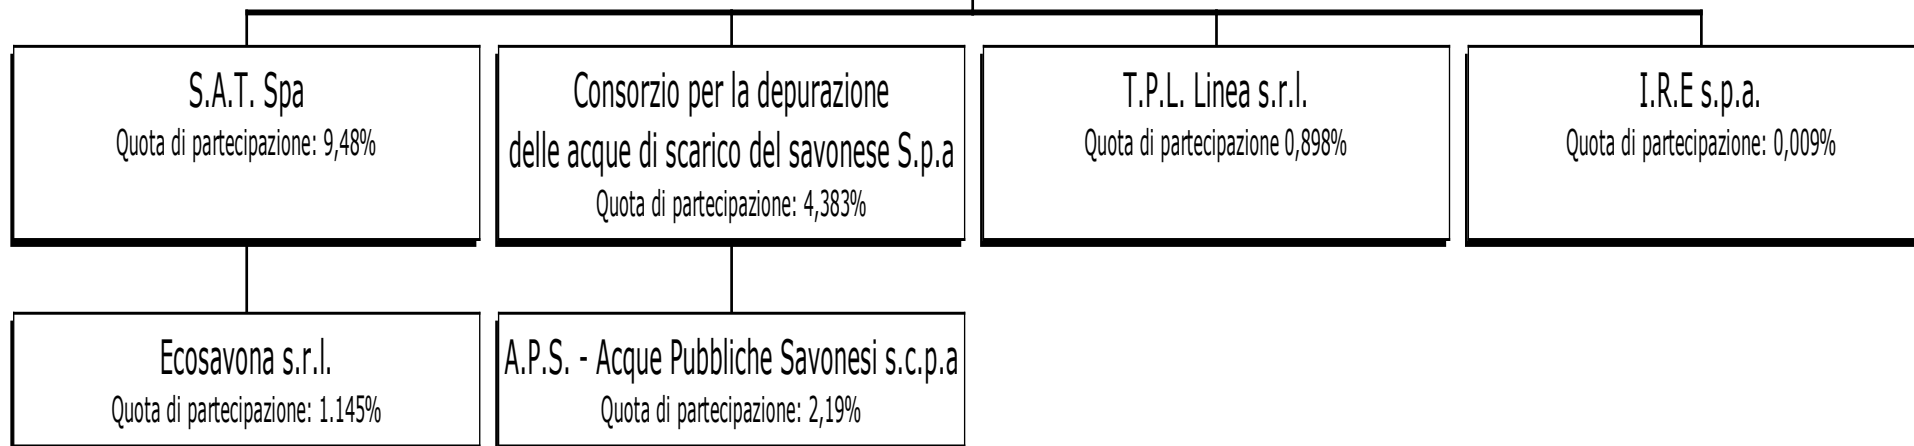 S.A.T. Spa
Quota di partecipazione: 9,48%
Consorzio per la depurazione
delle acque di scarico del savonese S.p.a
Quota di partecipazione: 4,383%
T.P.L. Linea s.r.l.
Quota di partecipazione 0,898%
I.R.E s.p.a.
Quota di partecipazione: 0,009%
Ecosavona s.r.l.
Quota di partecipazione: 1.145%
A.P.S. - Acque Pubbliche Savonesi s.c.p.a
Quota di partecipazione: 2,19%